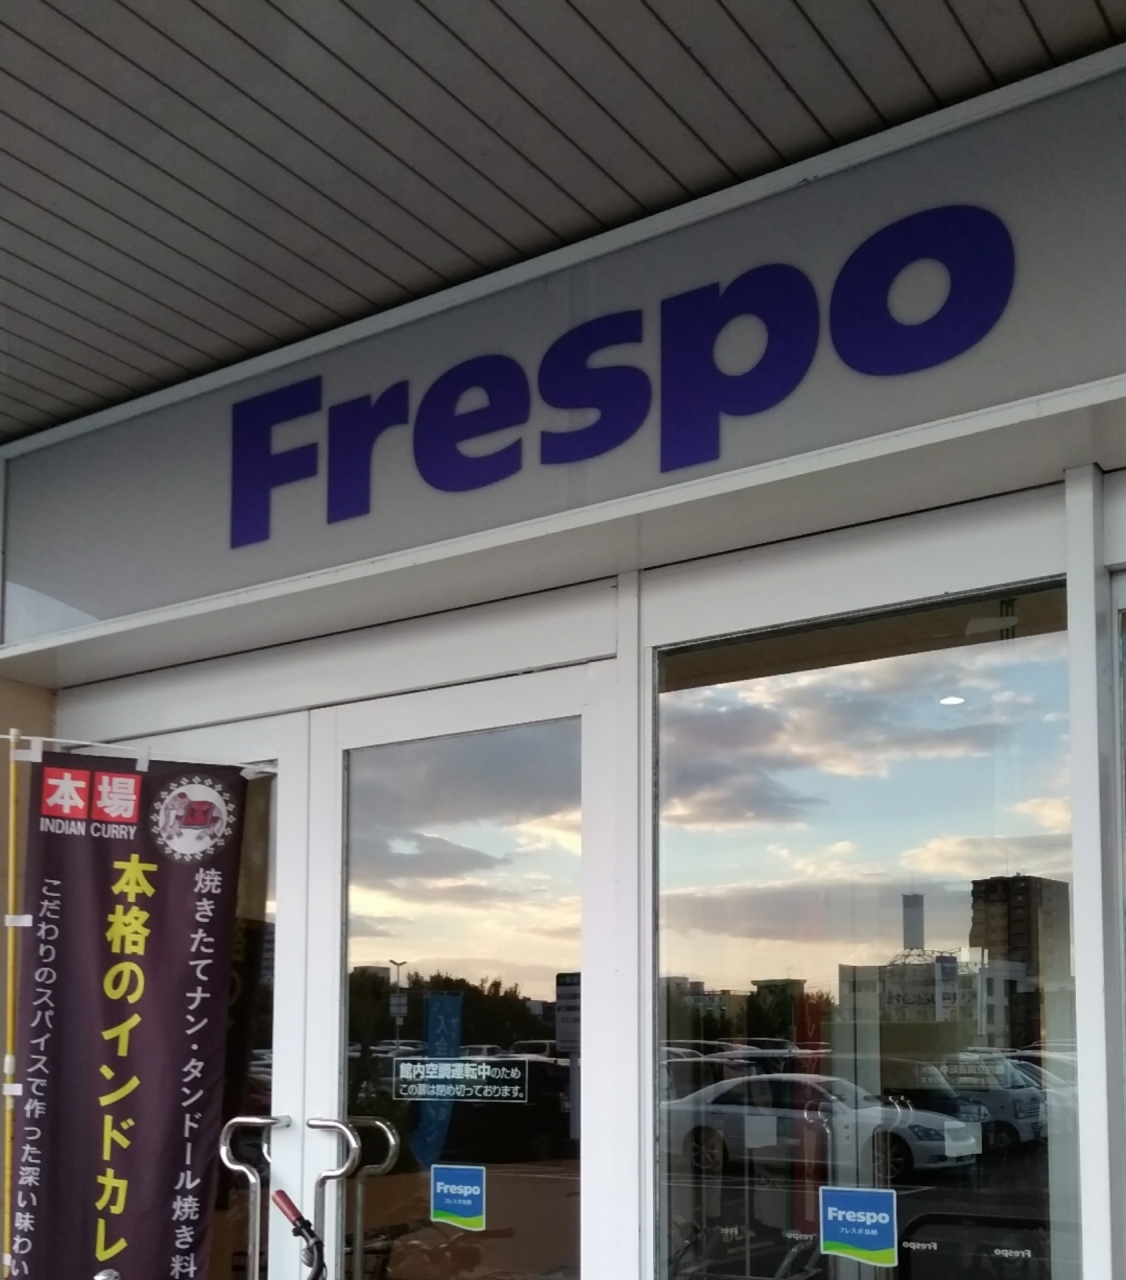 Frespo
本場
INDIAN CURRY
焼きたてナン・タンドール焼き料
本格のインドカレ
こだわりのスパイスで作った深い味わい
館内空調運転中のため
この扉は閉め切っております。
Frespo
Frespo
Frespo
Frespo